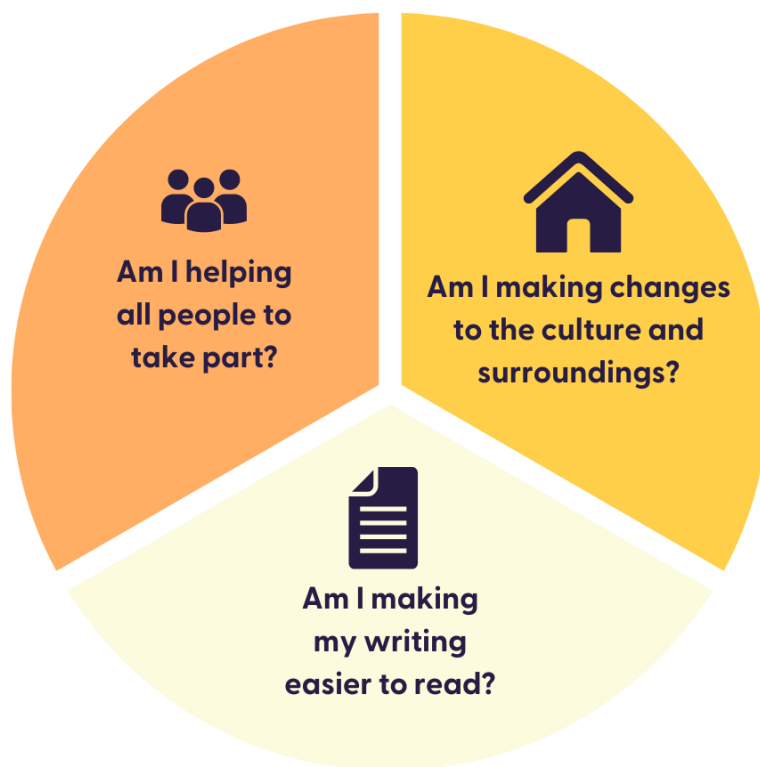 Am I helping
all people to
take part?
Am I making changes
to the culture and
surroundings?
Am I making
my writing
easier to read?